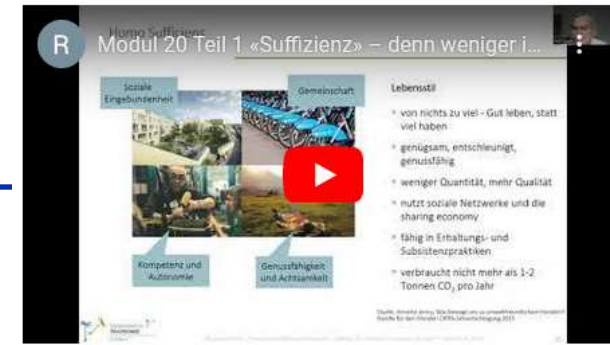 Homo Sufficiens
R
Modul 20 Teil 1 «Suffizienz» – denn weniger i...
Soziale
Eingebundenheit
Gemeinschaft
Kompetenz und
Autonomie
Genussfähigkeit
und Achtsamkeit
Lebensstil
von nichts zu viel - Gut leben, statt
viel haben
genügsam, entschleunigt,
genussfähig
weniger Quantität, mehr Qualität
nutzt soziale Netzwerke und die
sharing economy
fähig in Erhaltungs- und
Subsistenzpraktiken
verbraucht nicht mehr als 1-2
Tonnen CO₂ pro Jahr